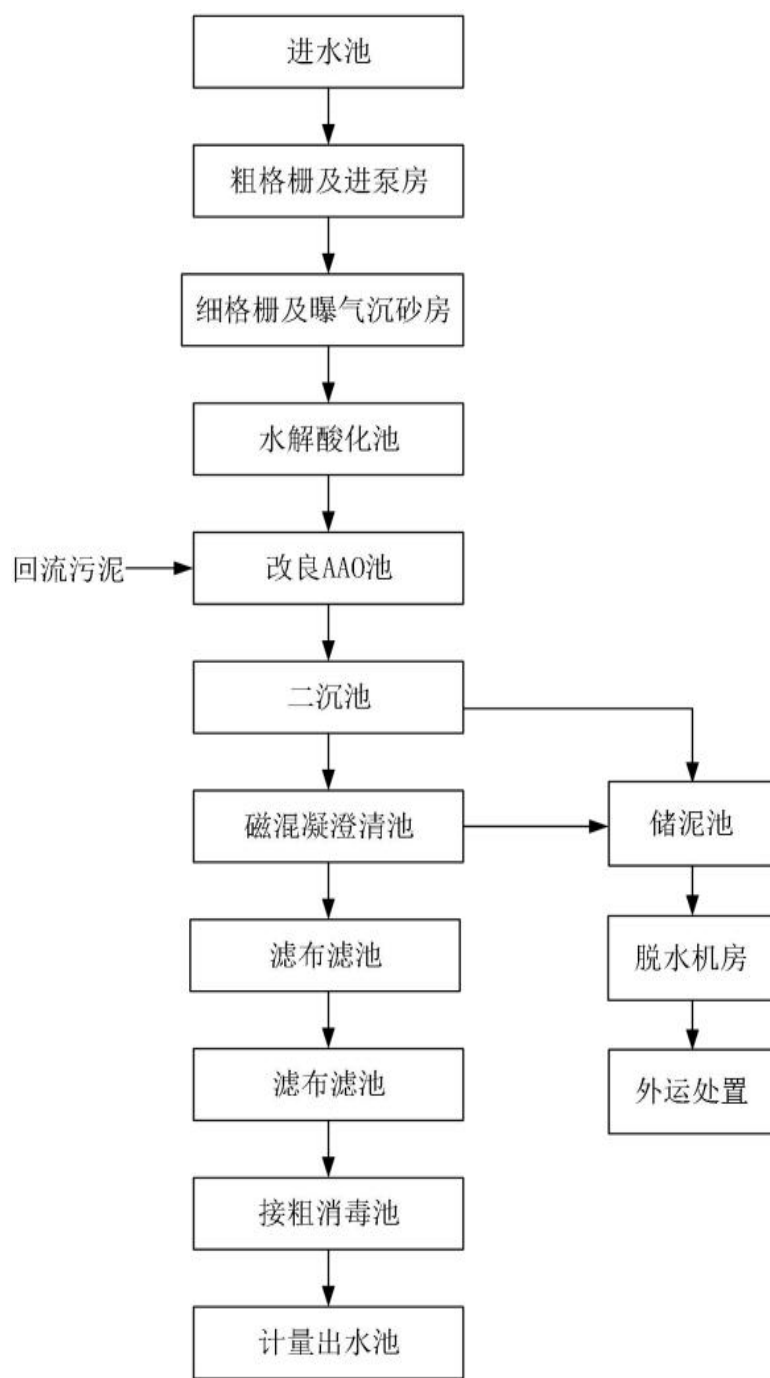 进水池
粗格栅及进泵房
细格栅及曝气沉砂房
水解酸化池
回流污泥
改良AAO池
二沉池
磁混凝澄清池
储泥池
滤布滤池
脱水机房
滤布滤池
外运处置
接粗消毒池
计量出水池